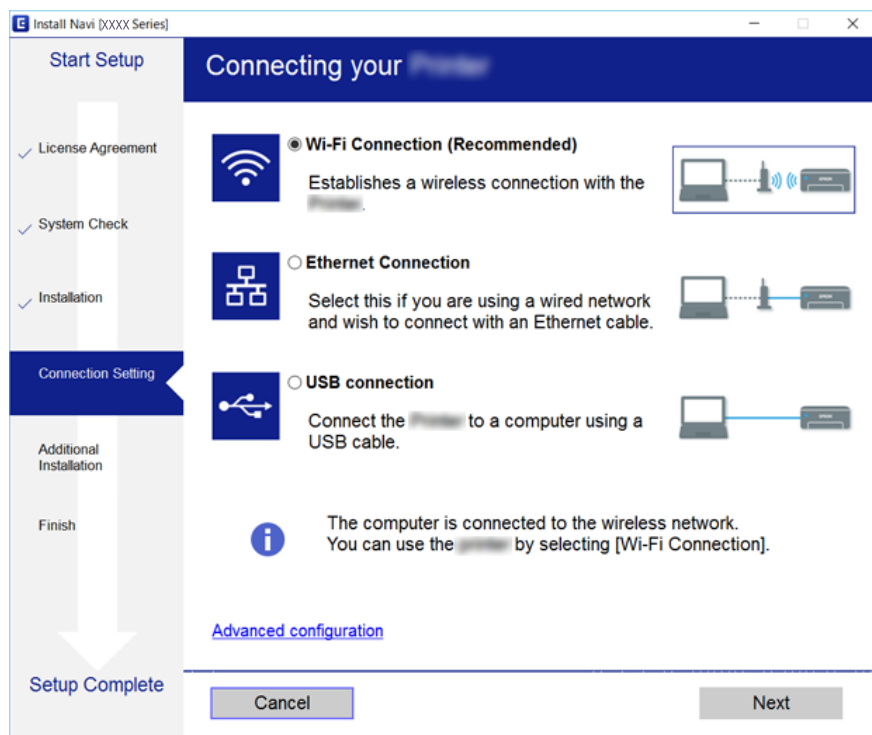 Install Navi [XXXX Series]
Start Setup
License Agreement
System Check
Installation
Connection Setting
Additional
Installation
Finish
Setup Complete
Connecting your
Wi-Fi Connection (Recommended)
Establishes a wireless connection with the
.
Ethernet Connection
Select this if you are using a wired network
and wish to connect with an Ethernet cable.
USB connection
Connect the to a computer using a
USB cable.
The computer is connected to the wireless network.
You can use the by selecting [Wi-Fi Connection].
Advanced configuration
Cancel
Next